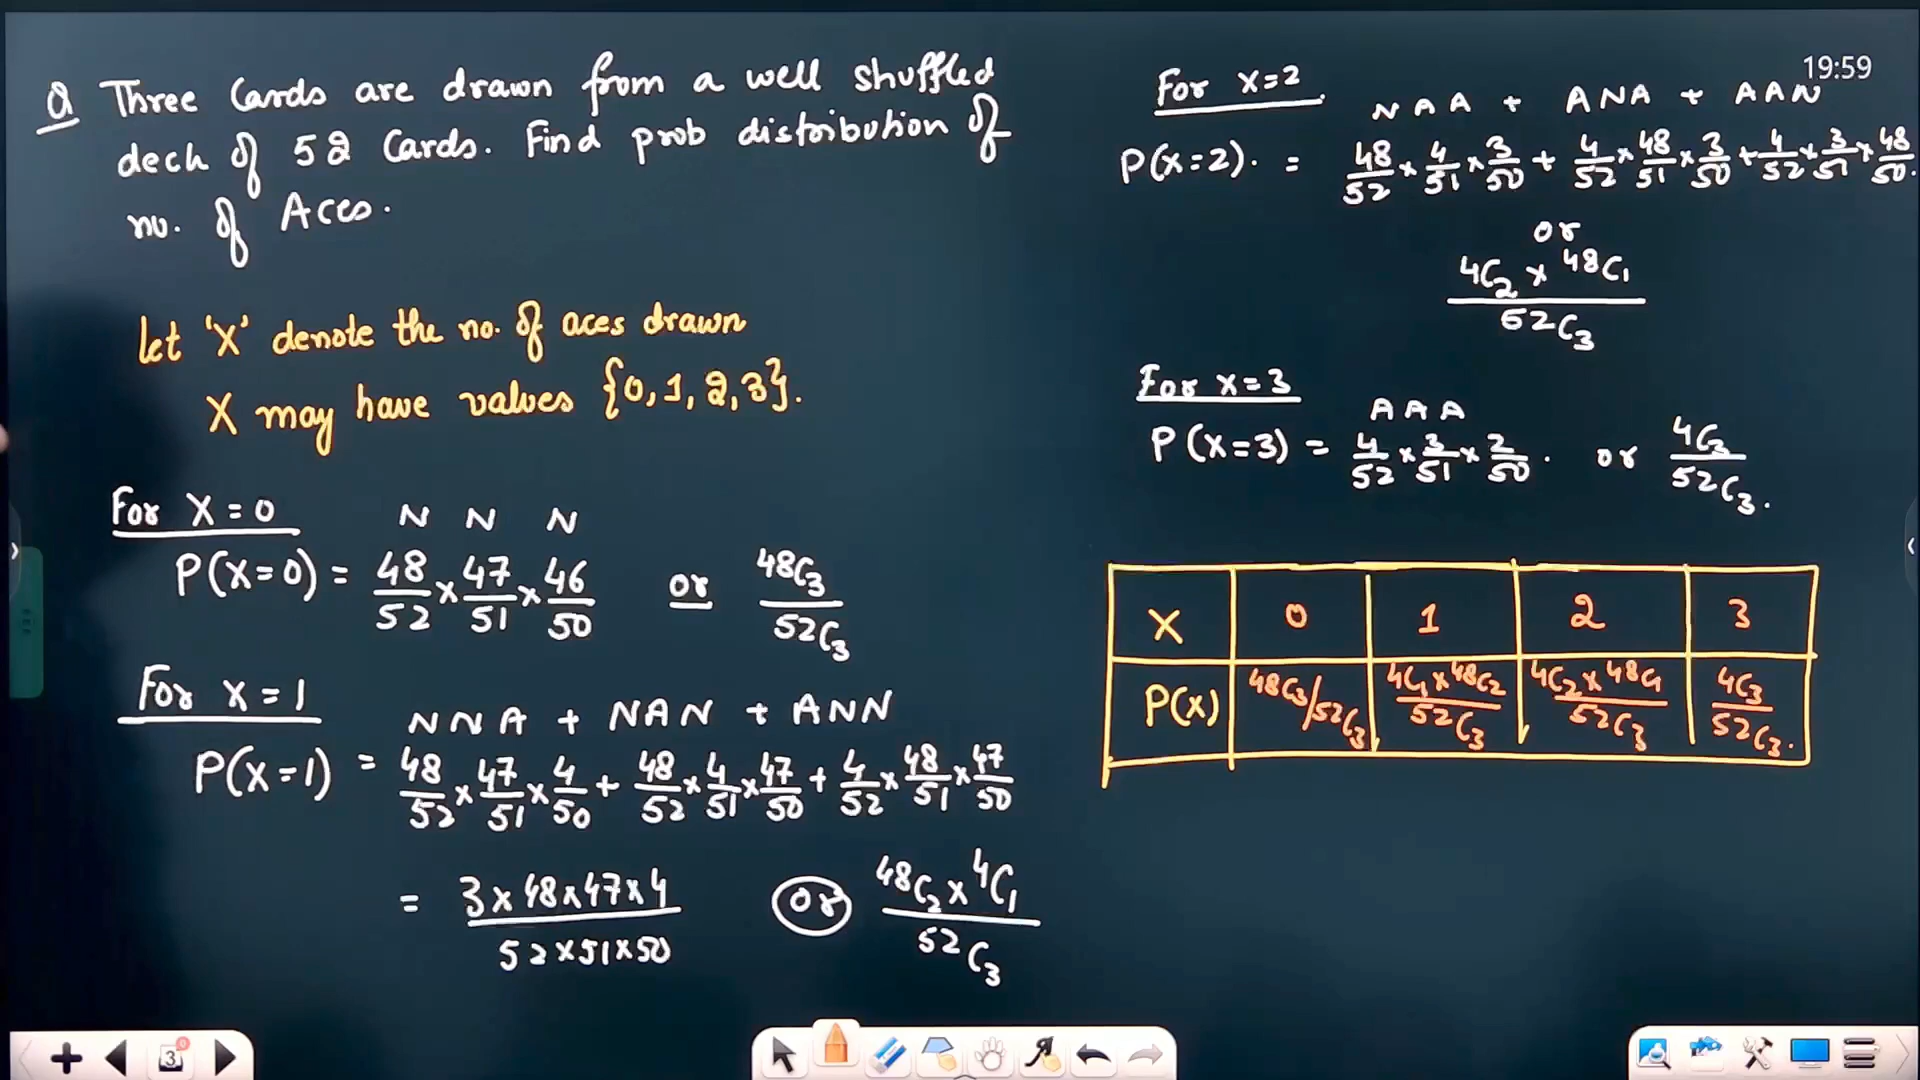 Q Three Cards are drawn from a well shuffled
deck of 52 Cards. Find prob distribution of
no. of Aces.
Let 'X' denote the no. of aces drawn
X may have values {0,1,2,3}.
For X=0
N N N
P(X=0) = 48/52 × 47/51 × 46/50 or 48C3/52C3
For X=1
NNA + NAN + ANN
P(X=1) = 48/52 × 47/51 × 4/50 + 48/52 × 4/51 × 47/50 + 4/52 × 48/51 × 47/50
= 3×48×47×4/52×51×50 or 48C2 × 4C1/52C3
19:59
For X=2
NAA + ANA + AAN
P(X=2). = 48/52 × 4/51 × 3/50 + 4/52 × 48/51 × 3/50 + 4/52 × 3/51 × 48/50.
or
4C2 × 48C1/52C3
For X=3
A A A
P(X=3) = 4/52 × 3/51 × 2/50. or 4C3/52C3.
X 0 1 2 3
P(X) 48C3/52C3 4C1×48C2/52C3 4C2×48C1/52C3 4C3/52C3.
3 0